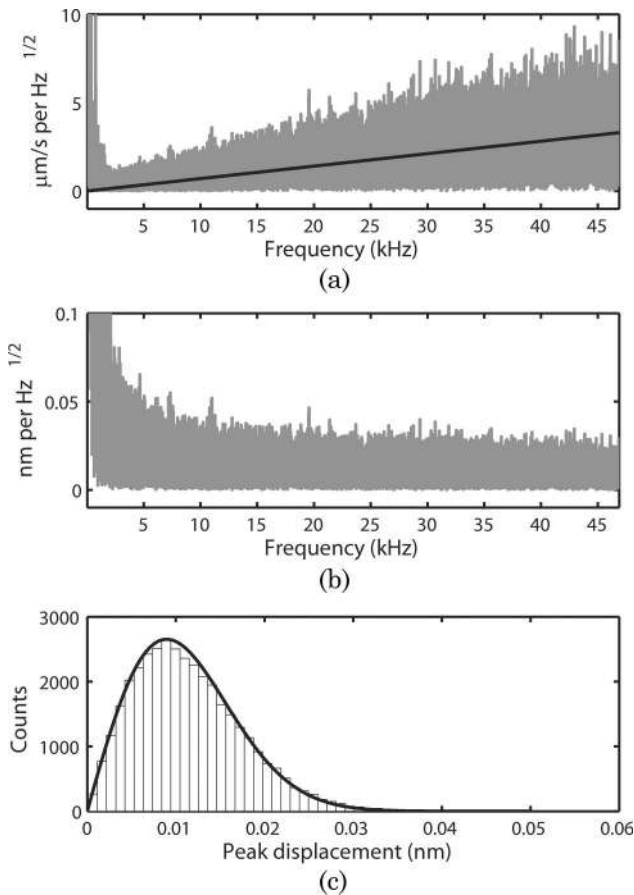 10
5
0
μm/s per Hz 1/2
5 10 15 20 25 30 35 40 45
Frequency (kHz)
(a)
0.1
0.05
0
nm per Hz 1/2
5 10 15 20 25 30 35 40 45
Frequency (kHz)
(b)
3000
2000
1000
0
Counts
0 0.01 0.02 0.03 0.04 0.05 0.06
Peak displacement (nm)
(c)